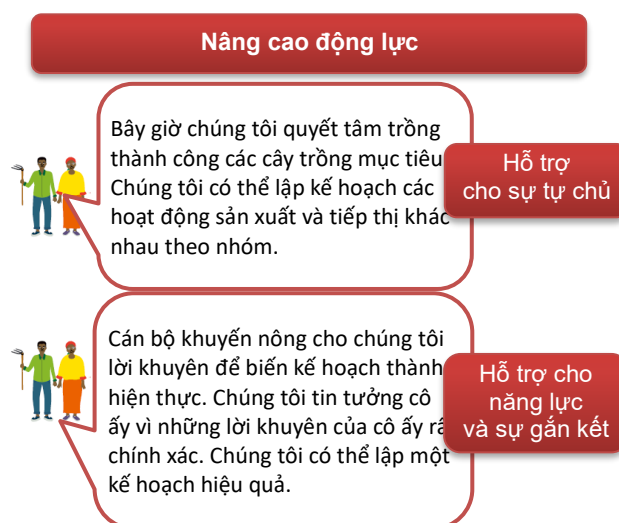 Nâng cao động lực
Bây giờ chúng tôi quyết tâm trồng
thành công các cây trồng mục tiêu
Chúng tôi có thể lập kế hoạch các
hoạt động sản xuất và tiếp thị khác
nhau theo nhóm.
Hỗ trợ
cho sự tự chủ
Cán bộ khuyến nông cho chúng tôi
lời khuyên để biến kế hoạch thành
hiện thực. Chúng tôi tin tưởng cô
ấy vì những lời khuyên của cô ấy
chính xác. Chúng tôi có thể lập một
kế hoạch hiệu quả.
Hỗ trợ cho
năng lực
và sự gắn kết